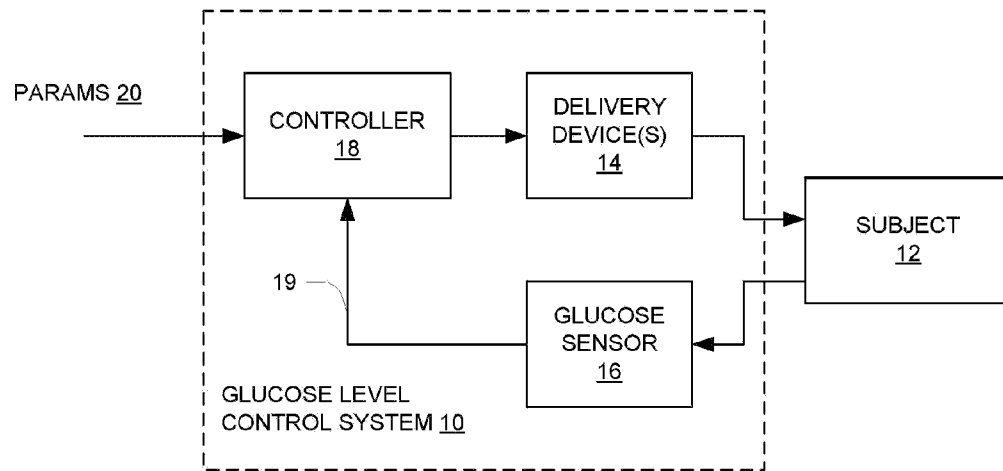 PARAMS 20
CONTROLLER
18
DELIVERY
DEVICE(S)
14
SUBJECT
12
19
GLUCOSE
SENSOR
16
GLUCOSE LEVEL
CONTROL SYSTEM 10